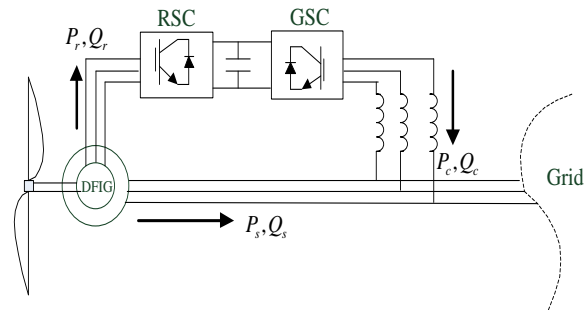 RSC
GSC
P_r, Q_r
P_c, Q_c
Grid
DFIG
P_s, Q_s